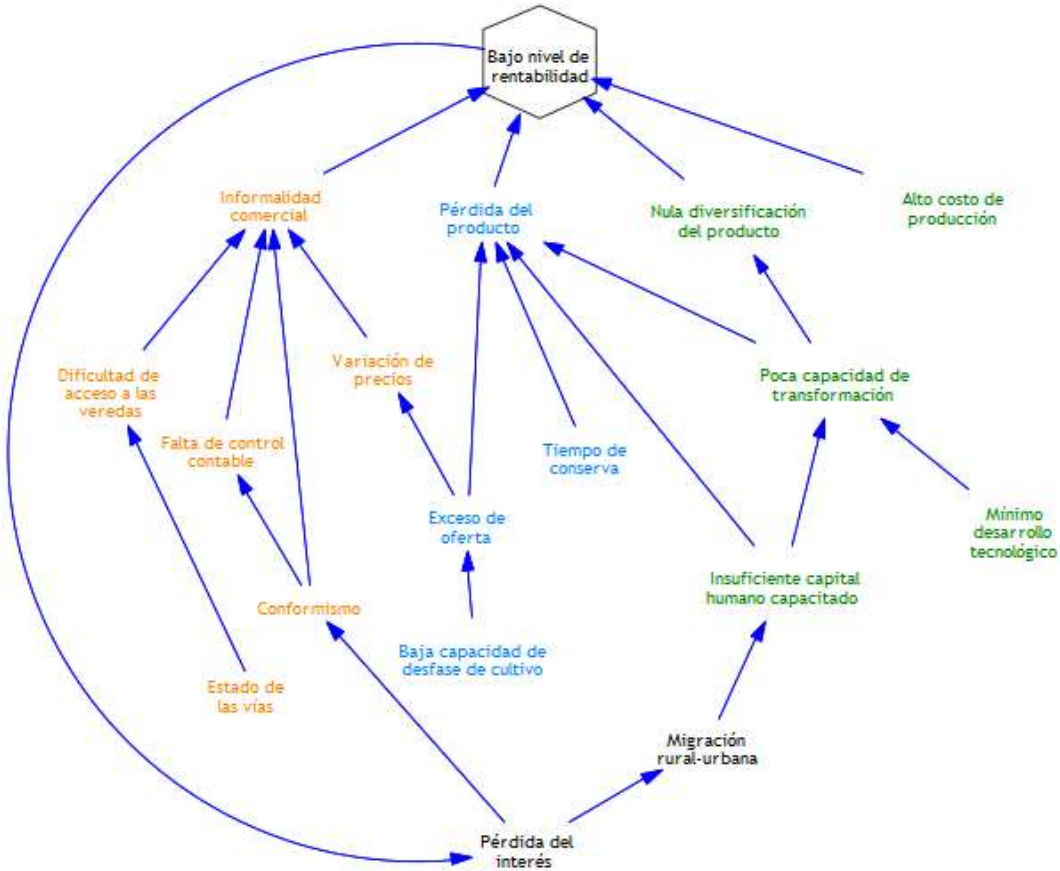 Bajo nivel de
rentabilidad
Informalidad
comercial
Pérdida del
producto
Nula diversificación
del producto
Alto costo de
producción
Dificultad de
acceso a las
veredas
Variación de
precios
Poca capacidad de
transformación
Falta de control
contable
Tiempo de
conserva
Exceso de
oferta
Mínimo
desarrollo
tecnológico
Insuficiente capital
humano capacitado
Conformismo
Baja capacidad de
desfase de cultivo
Estado de
las vías
Migración
rural-urbana
Pérdida del
interés